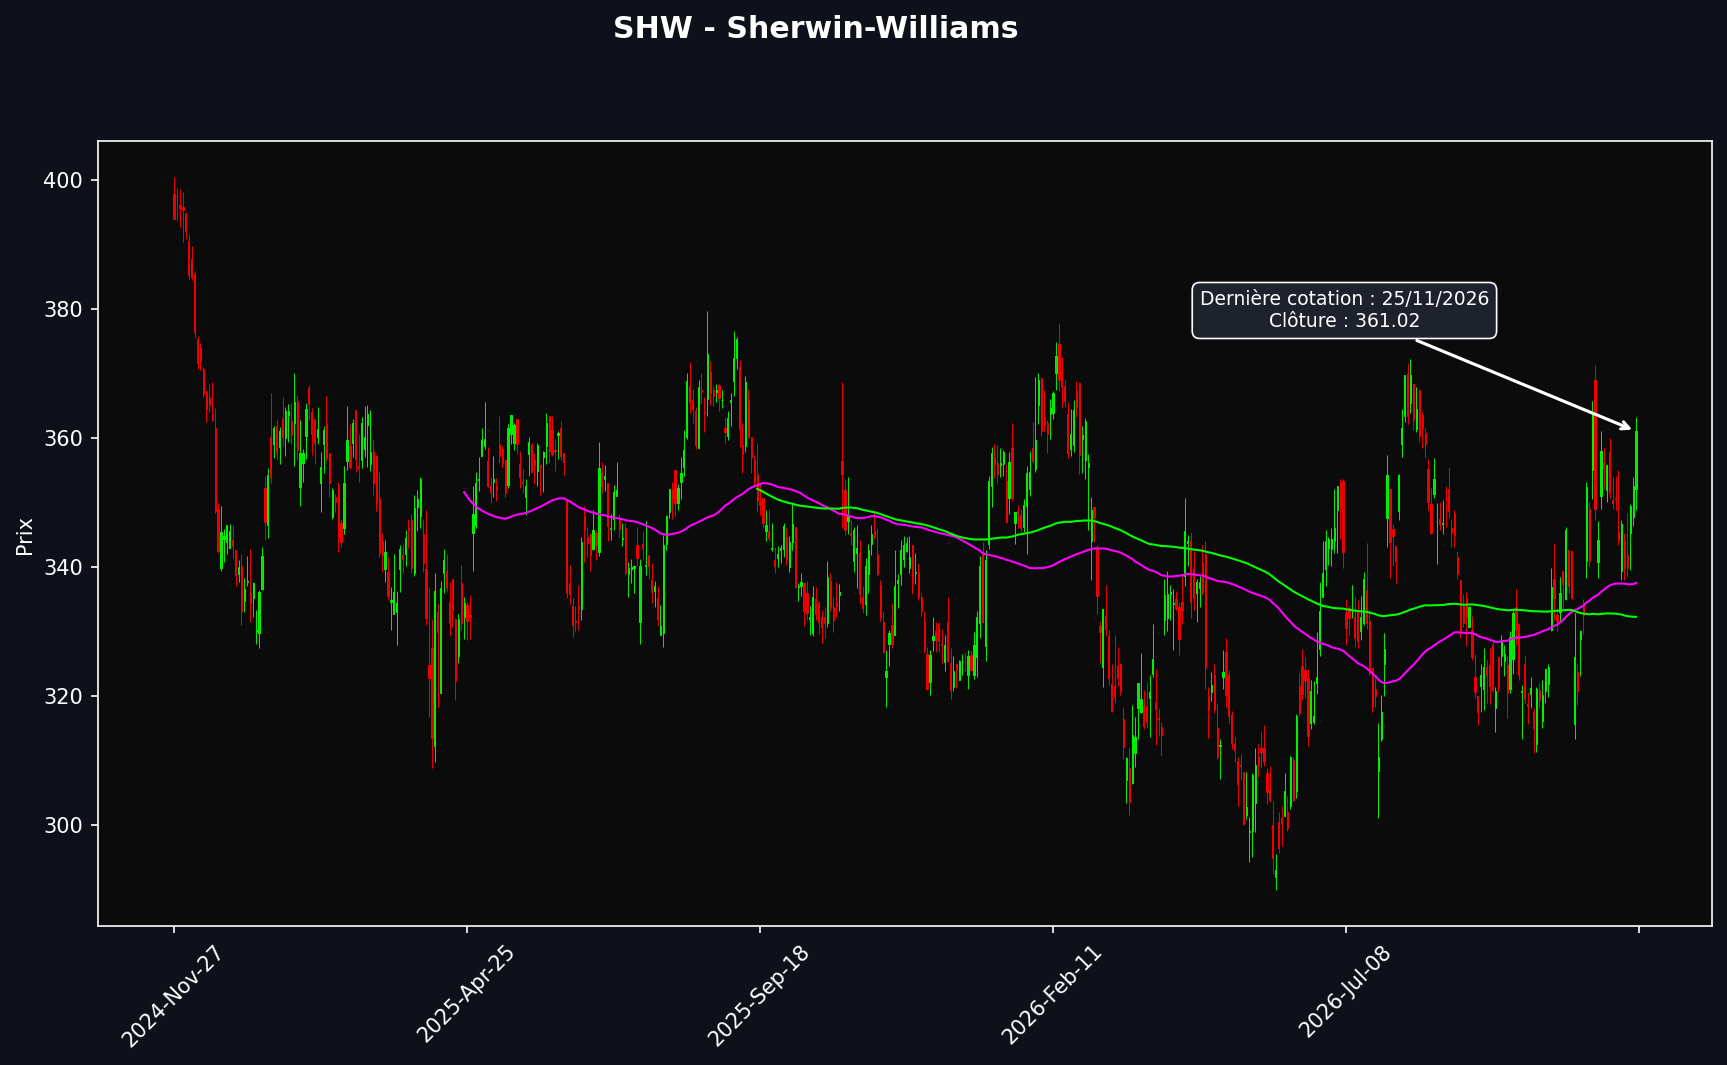 SHW - Sherwin-Williams
400
380
360
340
320
300
Prix
Dernière cotation : 25/11/2026
Clôture : 361.02
2024-Nov-27
2025-Apr-25
2025-Sep-18
2026-Feb-11
2026-Jul-08